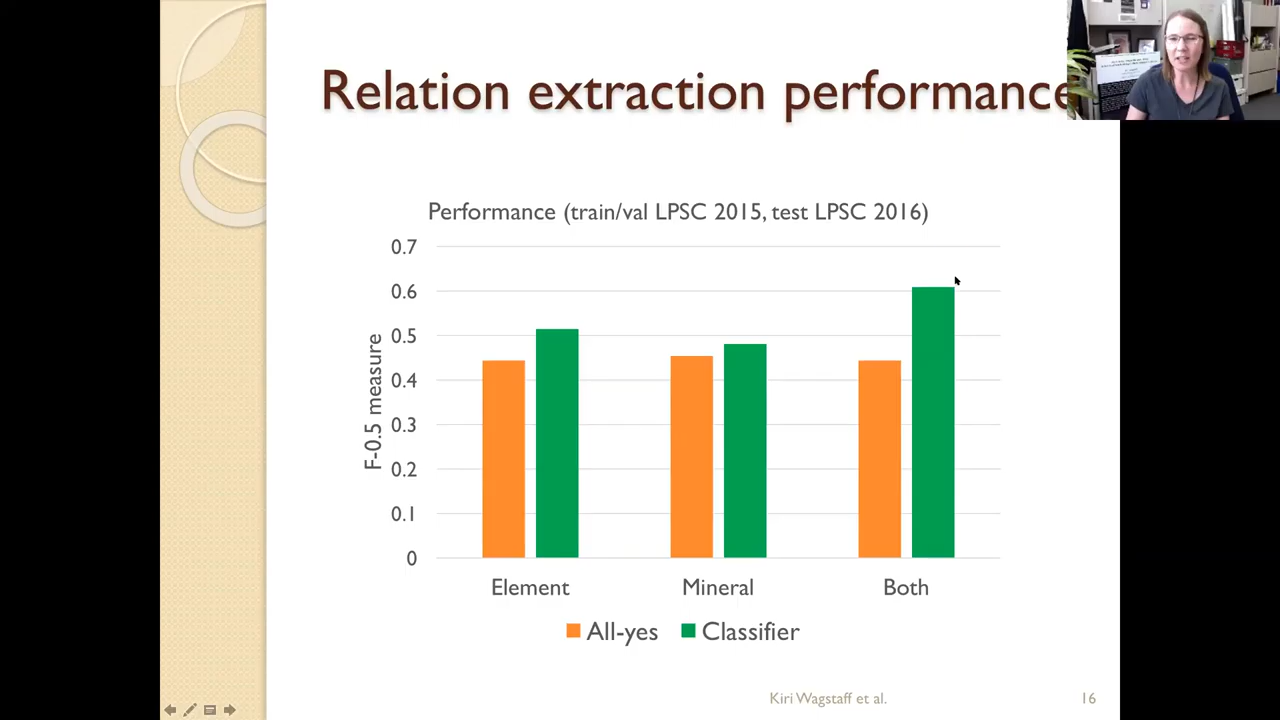 Relation extraction performance
Performance (train/val LPSC 2015, test LPSC 2016)
0.7
0.6
0.5
0.4
0.3
0.2
0.1
0
F-0.5 measure
Element
Mineral
Both
All-yes
Classifier
Kiri Wagstaff et al.
16